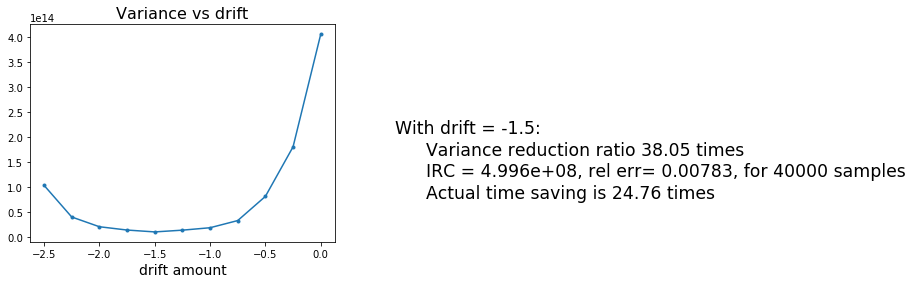 Variance vs drift
1e14
4.0
3.5
3.0
2.5
2.0
1.5
1.0
0.5
0.0
−2.5 −2.0 −1.5 −1.0 −0.5 0.0
drift amount
With drift = -1.5:
Variance reduction ratio 38.05 times
IRC = 4.996e+08, rel err= 0.00783, for 40000 samples
Actual time saving is 24.76 times